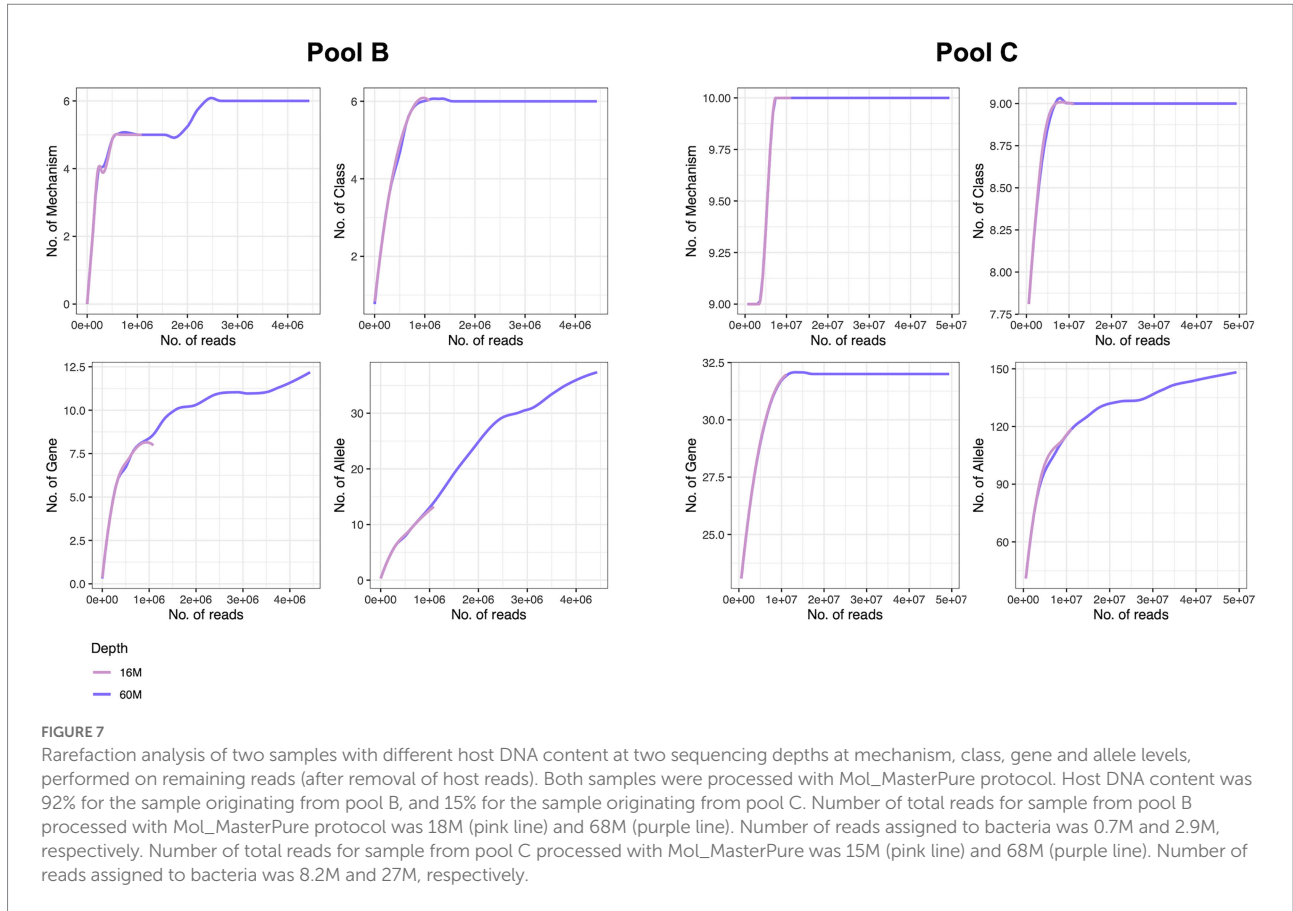 Pool B
Pool C
No. of Mechanism
6
4
2
0
0e+00 1e+06 2e+06 3e+06 4e+06
No. of reads
No. of Class
6
4
2
0e+00 1e+06 2e+06 3e+06 4e+06
No. of reads
No. of Mechanism
10.00
9.75
9.50
9.25
9.00
0e+00 1e+07 2e+07 3e+07 4e+07 5e+07
No. of reads
No. of Class
9.00
8.75
8.50
8.25
8.00
7.75
0e+00 1e+07 2e+07 3e+07 4e+07 5e+07
No. of reads
No. of Gene
12.5
10.0
7.5
5.0
2.5
0.0
0e+00 1e+06 2e+06 3e+06 4e+06
No. of reads
No. of Allele
30
20
10
0
0e+00 1e+06 2e+06 3e+06 4e+06
No. of reads
No. of Gene
32.5
30.0
27.5
25.0
0e+00 1e+07 2e+07 3e+07 4e+07 5e+07
No. of reads
No. of Allele
150
120
90
60
0e+00 1e+07 2e+07 3e+07 4e+07 5e+07
No. of reads
Depth
16M
60M
FIGURE 7
Rarefaction analysis of two samples with different host DNA content at two sequencing depths at mechanism, class, gene and allele levels,
performed on remaining reads (after removal of host reads). Both samples were processed with Mol_MasterPure protocol. Host DNA content was
92% for the sample originating from pool B, and 15% for the sample originating from pool C. Number of total reads for sample from pool B
processed with Mol_MasterPure protocol was 18M (pink line) and 68M (purple line). Number of reads assigned to bacteria was 0.7M and 2.9M,
respectively. Number of total reads for sample from pool C processed with Mol_MasterPure was 15M (pink line) and 68M (purple line). Number of
reads assigned to bacteria was 8.2M and 27M, respectively.